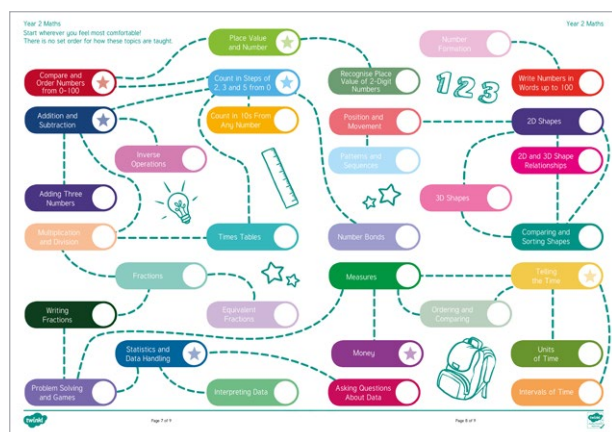 Year 2 Maths
Year 2 Maths
Start wherever you feel most comfortable!
There is no set order for how these topics are taught.
Place Value
and Number
Number
Formation
Compare and
Order Numbers
from 0-100
Count in Steps of
2, 3 and 5 from 0
Recognise Place
Value of 2-Digit
Numbers
123
Write Numbers in
Words up to 100
Addition and
Subtraction
Count in 10s From
Any Number
Position and
Movement
2D Shapes
Inverse
Operations
Patterns and
Sequences
2D and 3D Shape
Relationships
Adding Three
Numbers
3D Shapes
Multiplication
and Division
Times Tables
Number Bonds
Comparing and
Sorting Shapes
Fractions
Measures
Telling
the Time
Writing
Fractions
Equivalent
Fractions
Ordering and
Comparing
Statistics and
Data Handling
Money
Units
of Time
Problem Solving
and Games
Interpreting Data
Asking Questions
About Data
Intervals of Time
twinkl
Page 7 of 9
Page 8 of 9